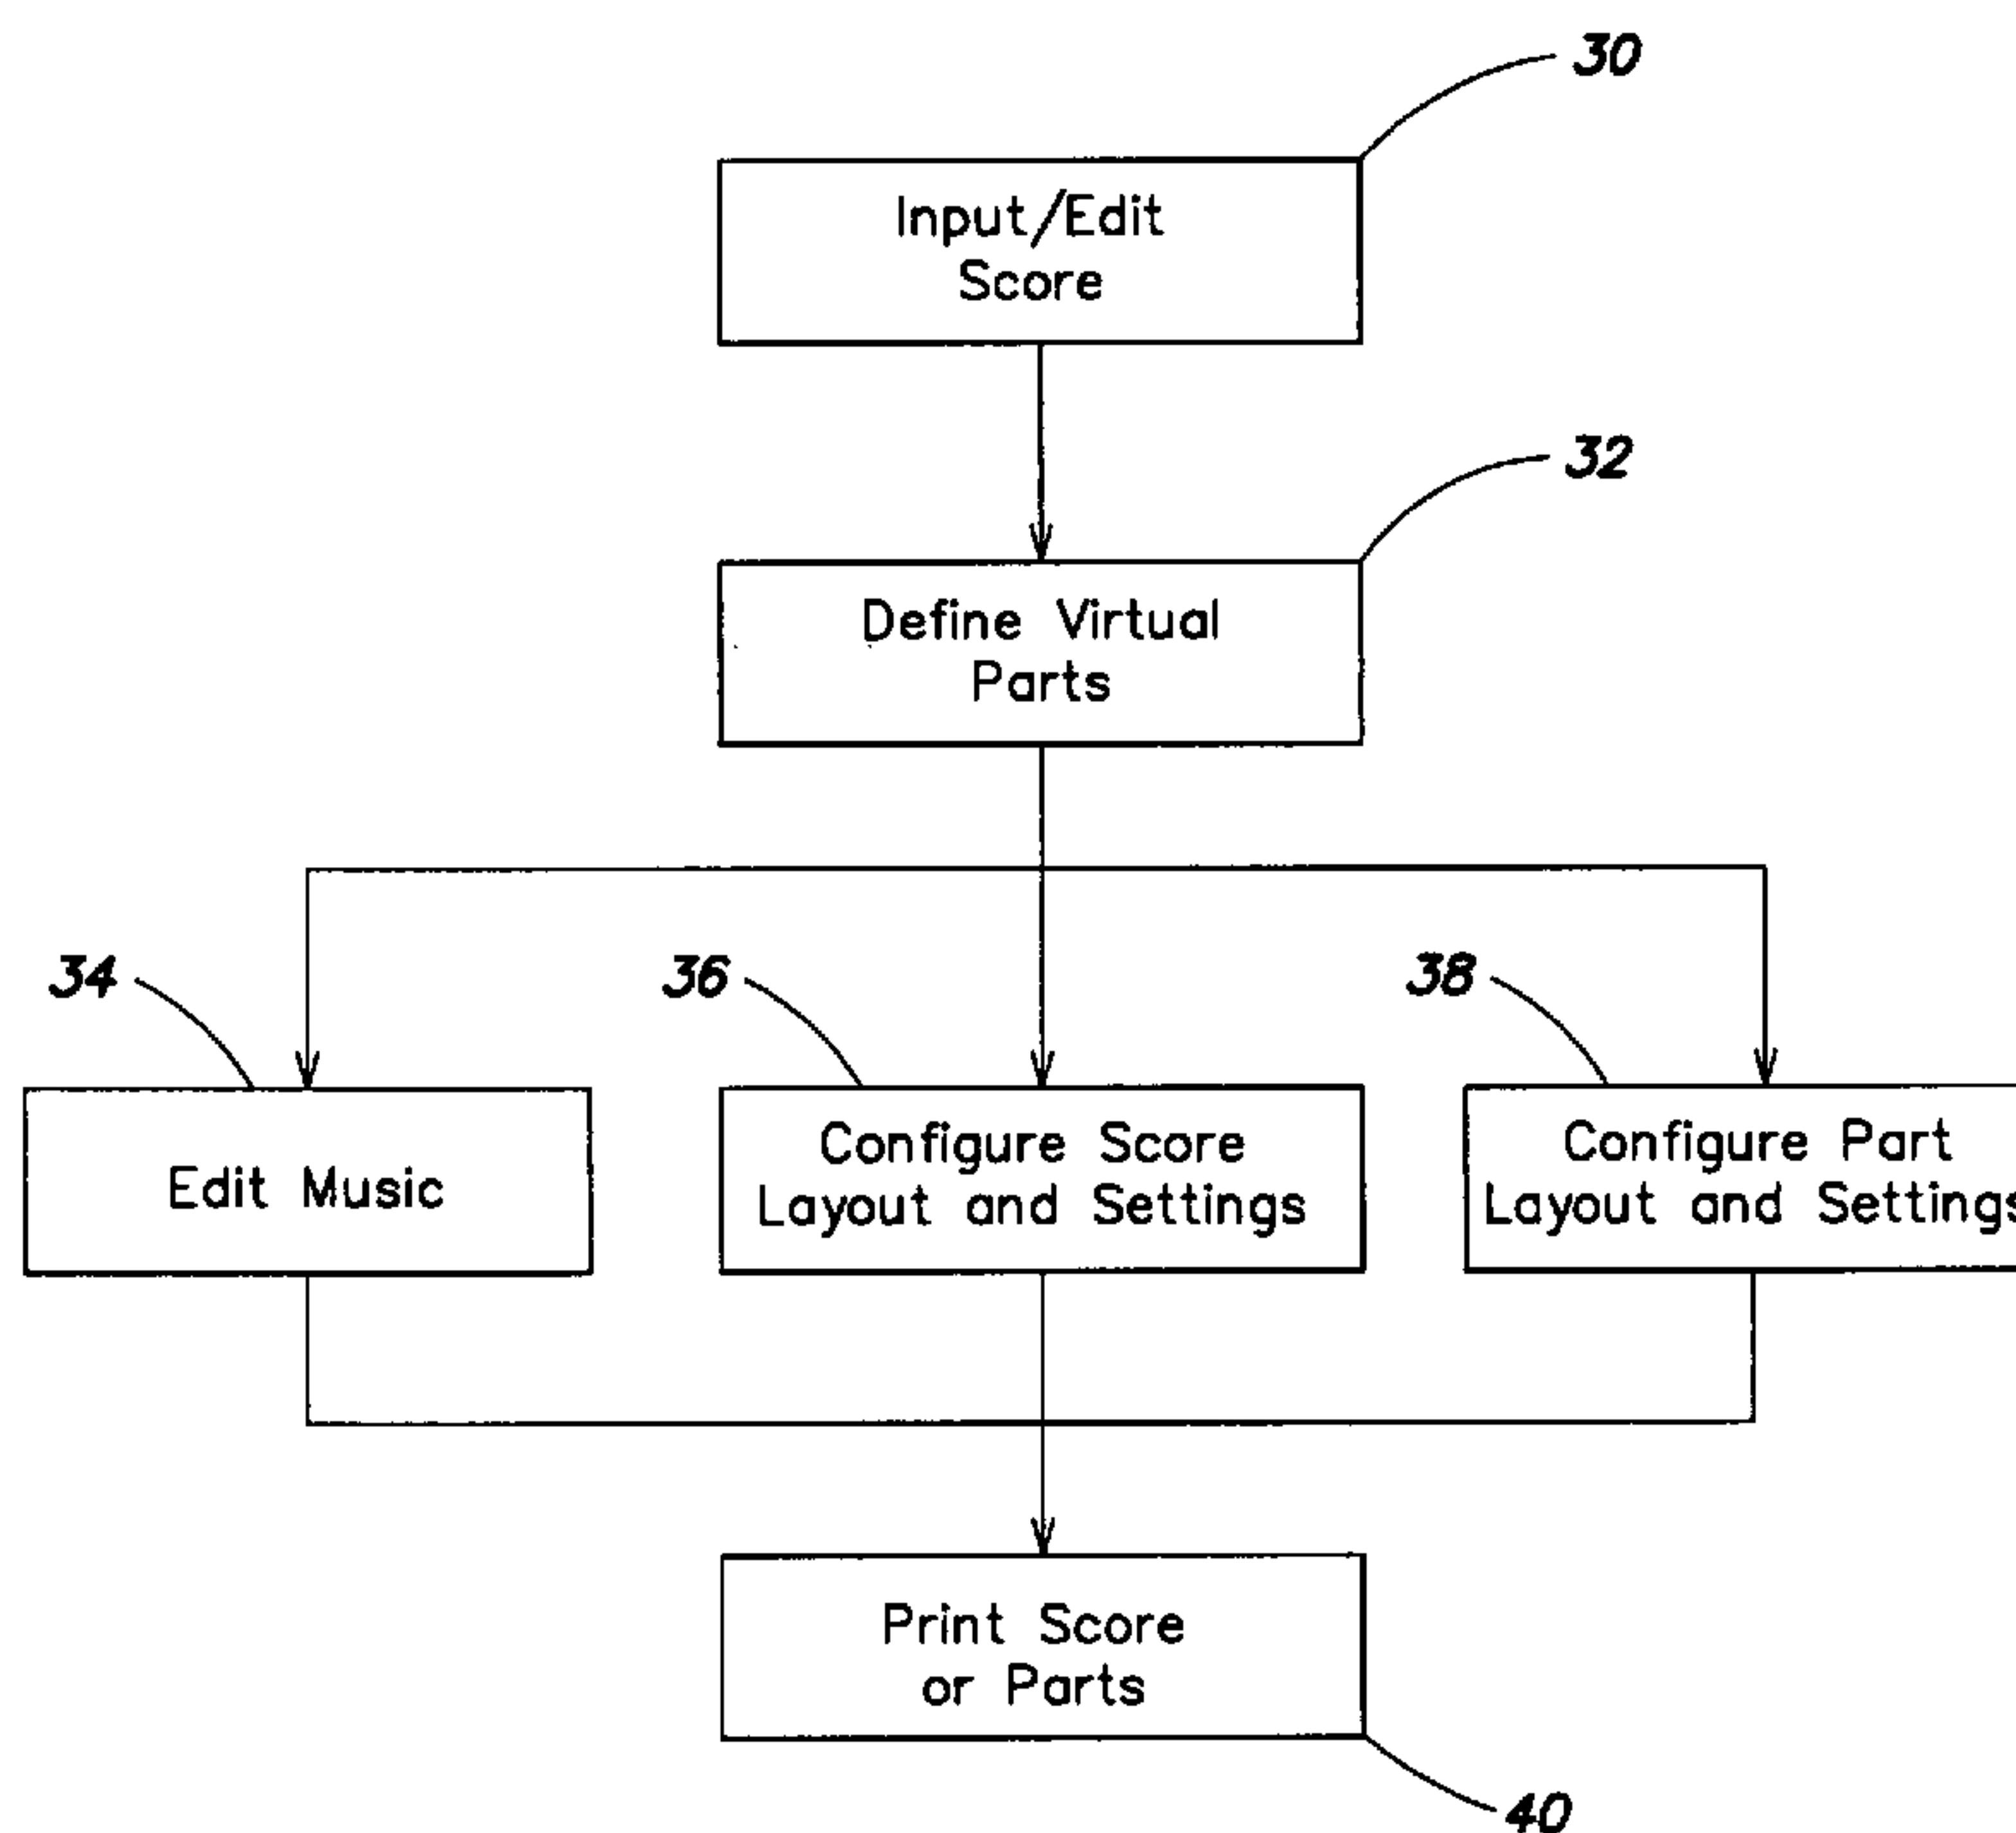 30
Input/Edit
Score
32
Define Virtual
Parts
34
36
38
Edit Music
Configure Score
Layout and Settings
Configure Part
Layout and Settings
Print Score
or Parts
40